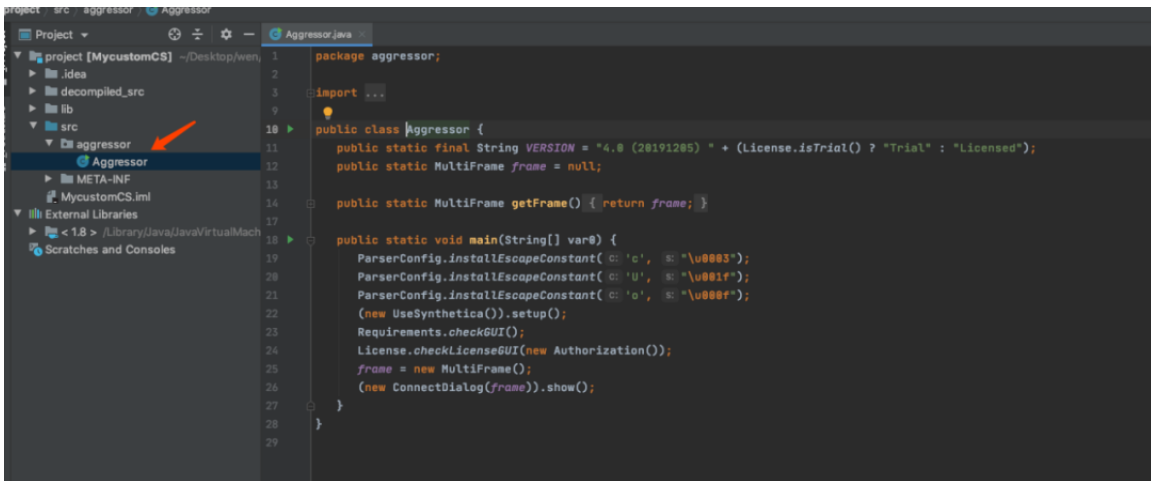 project src aggressor Aggressor
Project
Aggressor.java
project [MycustomCS] ~/Desktop/wen,
.idea
decompiled_src
lib
src
aggressor
Aggressor
META-INF
MycustomCS.iml
External Libraries
< 1.8 > /Library/Java/JavaVirtualMach
Scratches and Consoles
1 package aggressor;
2
3 import ...
9
10 public class Aggressor {
11 public static final String VERSION = "4.0 (20191205) " + (License.isTrial() ? "Trial" : "Licensed");
12 public static MultiFrame frame = null;
13
14 public static MultiFrame getFrame() { return frame; }
17
18 public static void main(String[] var0) {
19 ParserConfig.installEscapeConstant( c: 'c', s: "\u0003");
20 ParserConfig.installEscapeConstant( c: 'U', s: "\u001f");
21 ParserConfig.installEscapeConstant( c: 'o', s: "\u000f");
22 (new UseSynthetica()).setup();
23 Requirements.checkGUI();
24 License.checkLicenseGUI(new Authorization());
25 frame = new MultiFrame();
26 (new ConnectDialog(frame)).show();
27 }
28 }
29